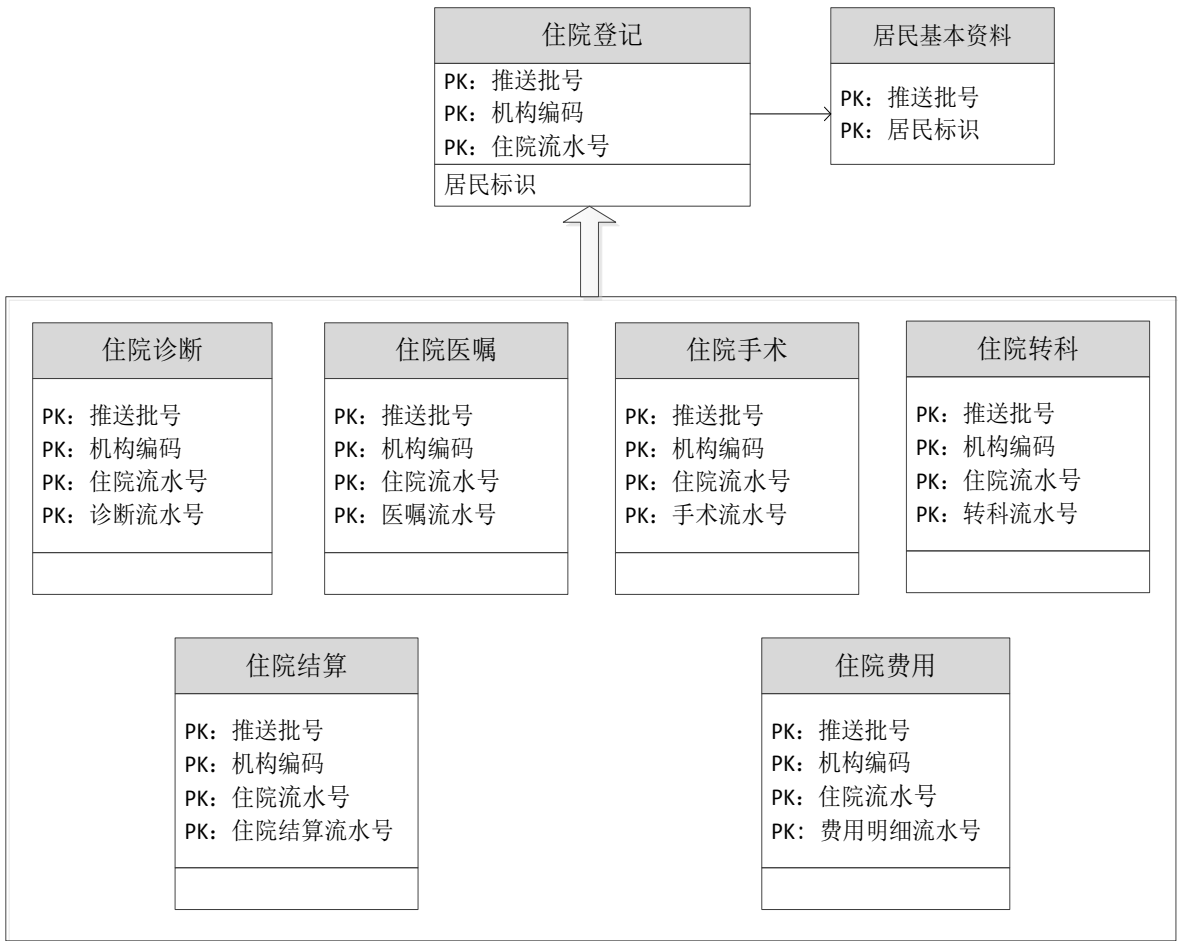 住院登记
PK：推送批号
PK：机构编码
PK：住院流水号
居民标识
居民基本资料
PK：推送批号
PK：居民标识
住院诊断
PK：推送批号
PK：机构编码
PK：住院流水号
PK：诊断流水号
住院医嘱
PK：推送批号
PK：机构编码
PK：住院流水号
PK：医嘱流水号
住院手术
PK：推送批号
PK：机构编码
PK：住院流水号
PK：手术流水号
住院转科
PK：推送批号
PK：机构编码
PK：住院流水号
PK：转科流水号
住院结算
PK：推送批号
PK：机构编码
PK：住院流水号
PK：住院结算流水号
住院费用
PK：推送批号
PK：机构编码
PK：住院流水号
PK：费用明细流水号